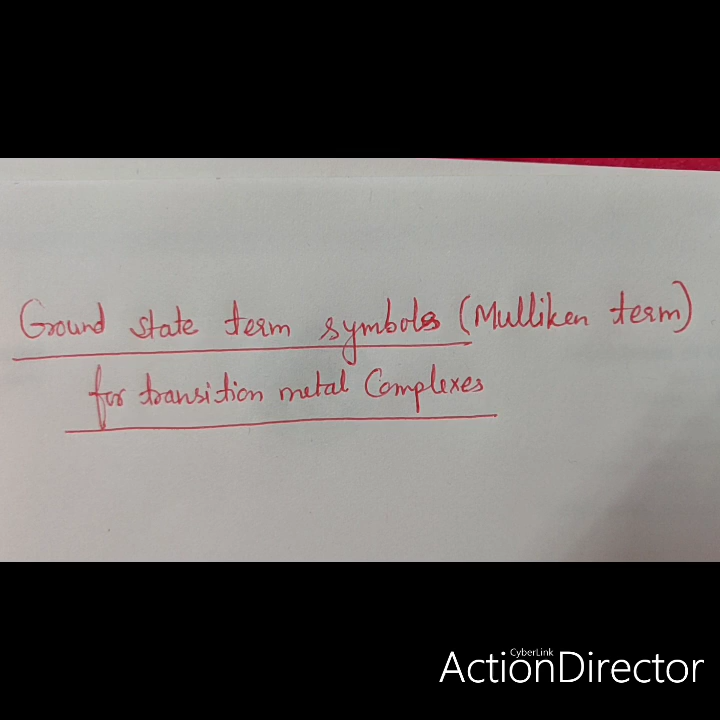 Ground state term symbols (Mulliken term)
for transition metal Complexes
CyberLink
ActionDirector